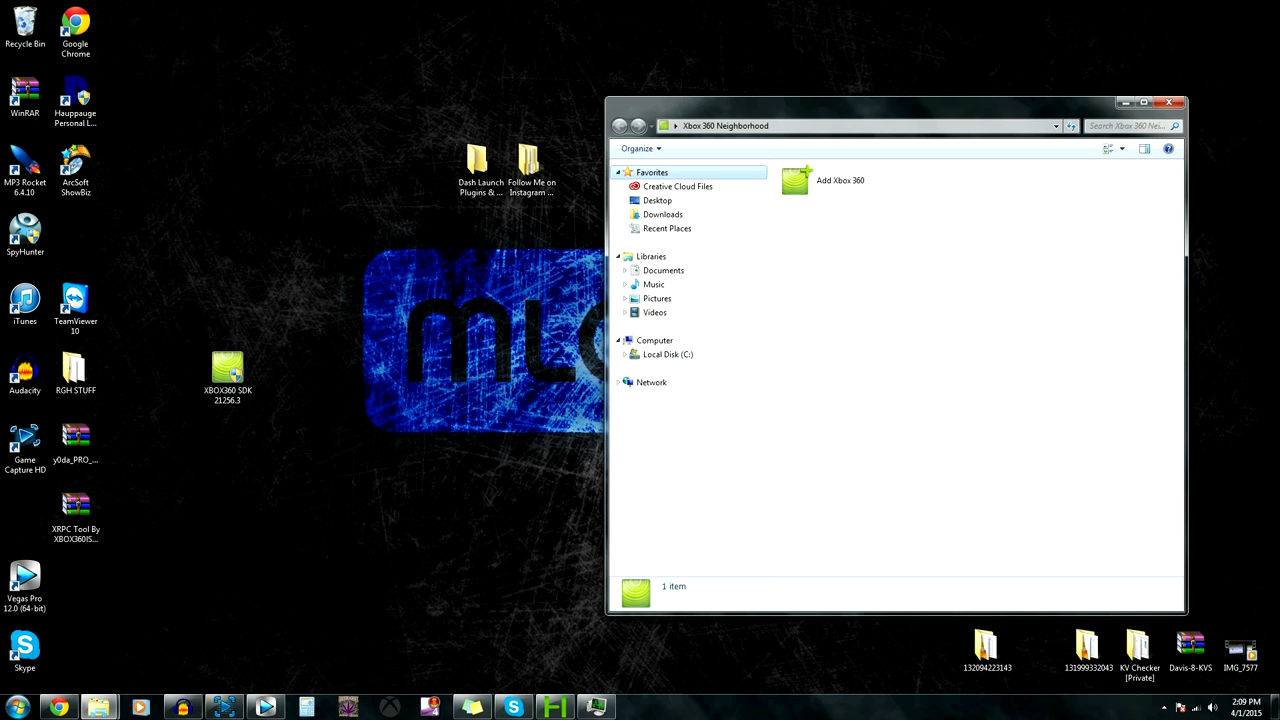 Recycle Bin
Google
Chrome
WinRAR
Hauppauge
Personal L...
MP3 Rocket
6.4.10
ArcSoft
ShowBiz
SpyHunter
iTunes
TeamViewer
10
Audacity
RGH STUFF
Game
Capture HD
y0da_PRO_...
XRPC Tool By
XBOX360IS...
Vegas Pro
12.0 (64-bit)
Skype
XBOX360 SDK
21256.3
Dash Launch
Plugins & ...
Follow Me on
Instagram ...
Xbox 360 Neighborhood
Search Xbox 360 Nei...
Organize
Favorites
Creative Cloud Files
Desktop
Downloads
Recent Places
Libraries
Documents
Music
Pictures
Videos
Computer
Local Disk (C:)
Network
Add Xbox 360
1 item
132094223143
131999332043
KV Checker
[Private]
Davis-8-KVS
IMG_7577
2:09 PM
4/1/2015